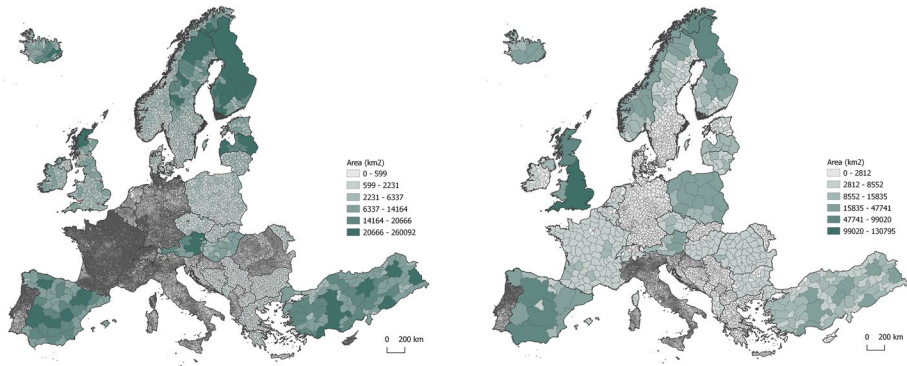 Area (km2)
0 - 599
599 - 2231
2231 - 6337
6337 - 14164
14164 - 20666
20666 - 260092
0 200 km
Area (km2)
0 - 2812
2812 - 8552
8552 - 15835
15835 - 47741
47741 - 99020
99020 - 130795
0 200 km